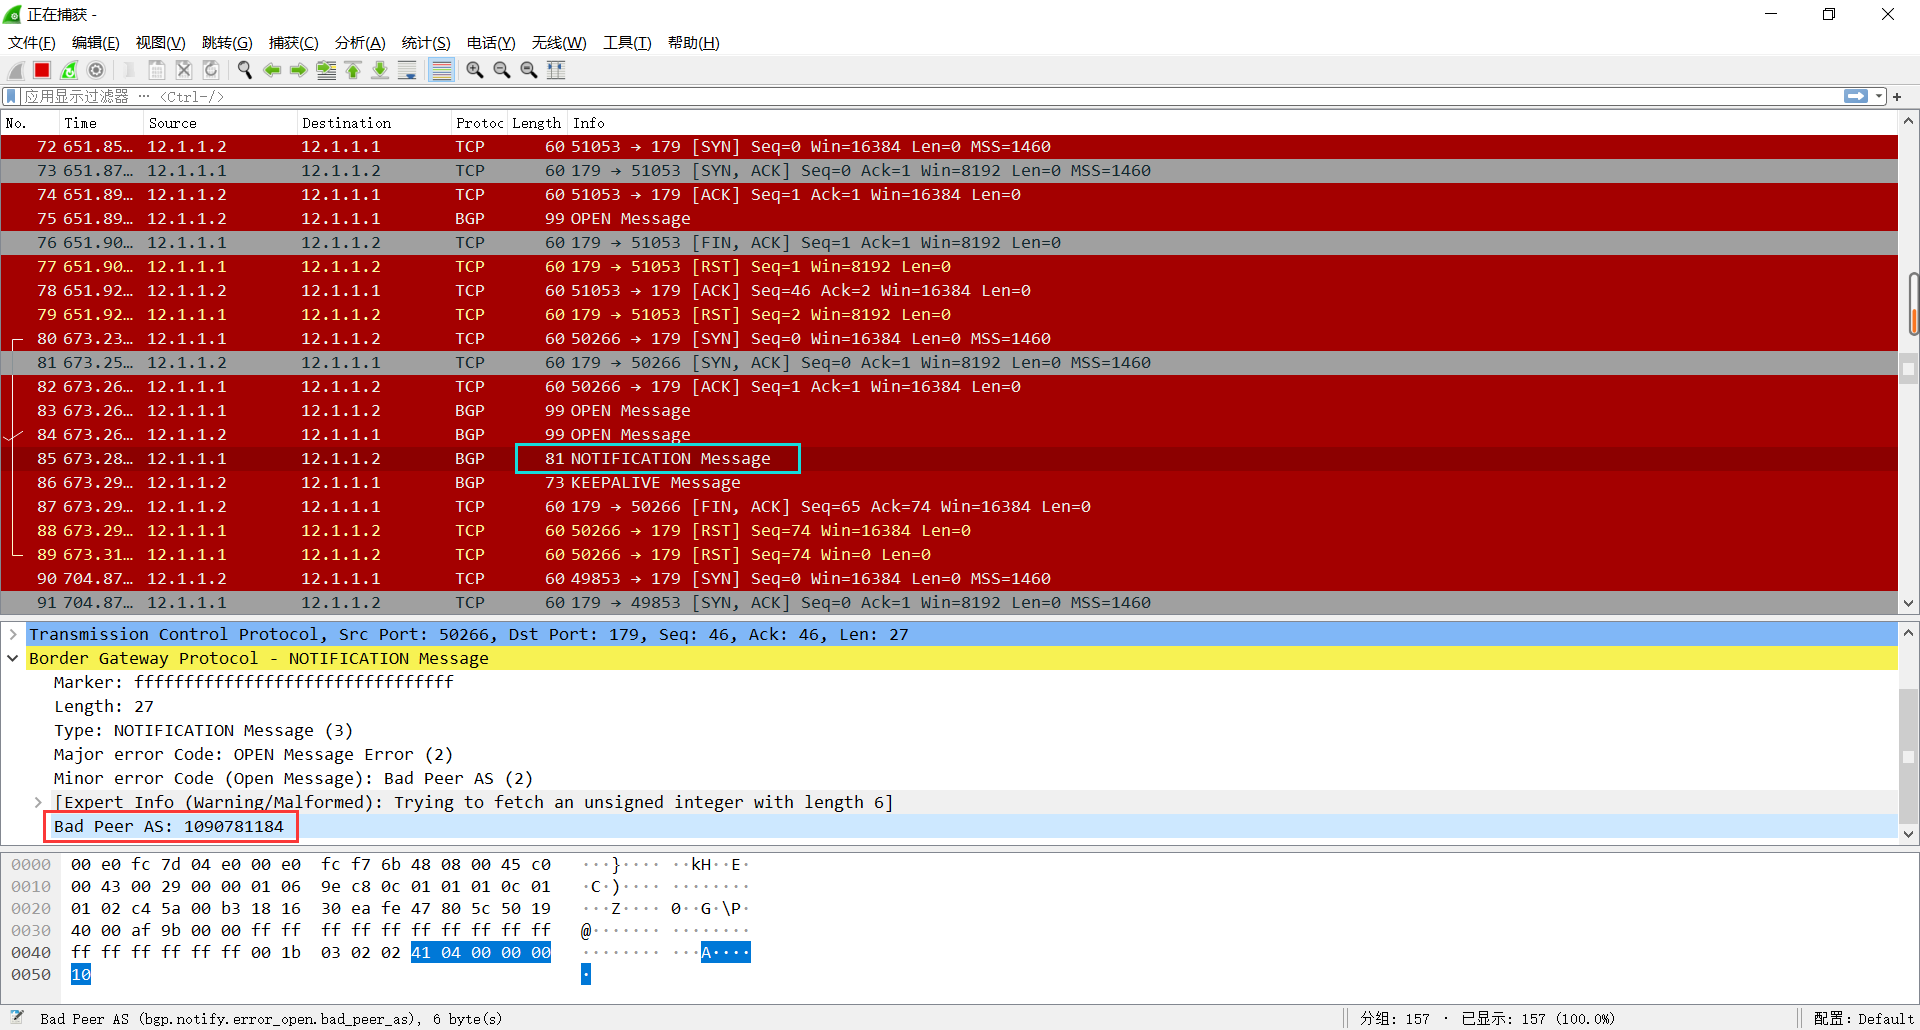 正在捕获 -
文件(F) 编辑(E) 视图(V) 跳转(G) 捕获(C) 分析(A) 统计(S) 电话(Y) 无线(W) 工具(T) 帮助(H)
应用显示过滤器 … <Ctrl-/>
No. Time Source Destination Protoc Length Info
72 651.85… 12.1.1.2 12.1.1.1 TCP 60 51053 → 179 [SYN] Seq=0 Win=16384 Len=0 MSS=1460
73 651.87… 12.1.1.1 12.1.1.2 TCP 60 179 → 51053 [SYN, ACK] Seq=0 Ack=1 Win=8192 Len=0 MSS=1460
74 651.89… 12.1.1.2 12.1.1.1 TCP 60 51053 → 179 [ACK] Seq=1 Ack=1 Win=16384 Len=0
75 651.89… 12.1.1.2 12.1.1.1 BGP 99 OPEN Message
76 651.90… 12.1.1.1 12.1.1.2 TCP 60 179 → 51053 [FIN, ACK] Seq=1 Ack=1 Win=8192 Len=0
77 651.90… 12.1.1.1 12.1.1.2 TCP 60 179 → 51053 [RST] Seq=1 Win=8192 Len=0
78 651.92… 12.1.1.2 12.1.1.1 TCP 60 51053 → 179 [ACK] Seq=46 Ack=2 Win=16384 Len=0
79 651.92… 12.1.1.1 12.1.1.2 TCP 60 179 → 51053 [RST] Seq=2 Win=8192 Len=0
80 673.23… 12.1.1.1 12.1.1.2 TCP 60 50266 → 179 [SYN] Seq=0 Win=16384 Len=0 MSS=1460
81 673.25… 12.1.1.2 12.1.1.1 TCP 60 179 → 50266 [SYN, ACK] Seq=0 Ack=1 Win=8192 Len=0 MSS=1460
82 673.26… 12.1.1.1 12.1.1.2 TCP 60 50266 → 179 [ACK] Seq=1 Ack=1 Win=16384 Len=0
83 673.26… 12.1.1.1 12.1.1.2 BGP 99 OPEN Message
84 673.26… 12.1.1.2 12.1.1.1 BGP 99 OPEN Message
85 673.28… 12.1.1.1 12.1.1.2 BGP 81 NOTIFICATION Message
86 673.29… 12.1.1.2 12.1.1.1 BGP 73 KEEPALIVE Message
87 673.29… 12.1.1.2 12.1.1.1 TCP 60 179 → 50266 [FIN, ACK] Seq=65 Ack=74 Win=16384 Len=0
88 673.29… 12.1.1.1 12.1.1.2 TCP 60 50266 → 179 [RST] Seq=74 Win=16384 Len=0
89 673.31… 12.1.1.1 12.1.1.2 TCP 60 50266 → 179 [RST] Seq=74 Win=0 Len=0
90 704.87… 12.1.1.2 12.1.1.1 TCP 60 49853 → 179 [SYN] Seq=0 Win=16384 Len=0 MSS=1460
91 704.87… 12.1.1.1 12.1.1.2 TCP 60 179 → 49853 [SYN, ACK] Seq=0 Ack=1 Win=8192 Len=0 MSS=1460
Transmission Control Protocol, Src Port: 50266, Dst Port: 179, Seq: 46, Ack: 46, Len: 27
Border Gateway Protocol - NOTIFICATION Message
Marker: ffffffffffffffffffffffffffffffff
Length: 27
Type: NOTIFICATION Message (3)
Major error Code: OPEN Message Error (2)
Minor error Code (Open Message): Bad Peer AS (2)
[Expert Info (Warning/Malformed): Trying to fetch an unsigned integer with length 6]
Bad Peer AS: 1090781184
0000 00 e0 fc 7d 04 e0 00 e0 fc f7 6b 48 08 00 45 c0 ···}···· ··kH··E·
0010 00 43 00 29 00 00 01 06 9e c8 0c 01 01 01 0c 01 ·C·)···· ········
0020 01 02 c4 5a 00 b3 18 16 30 ea fe 47 80 5c 50 19 ···Z···· 0··G·\P·
0030 40 00 af 9b 00 00 ff ff ff ff ff ff ff ff ff ff @······· ········
0040 ff ff ff ff ff ff 00 1b 03 02 02 41 04 00 00 00 ········ ···A····
0050 10 ·
Bad Peer AS (bgp.notify.error_open.bad_peer_as), 6 byte(s) 分组: 157 · 已显示: 157 (100.0%) 配置: Default